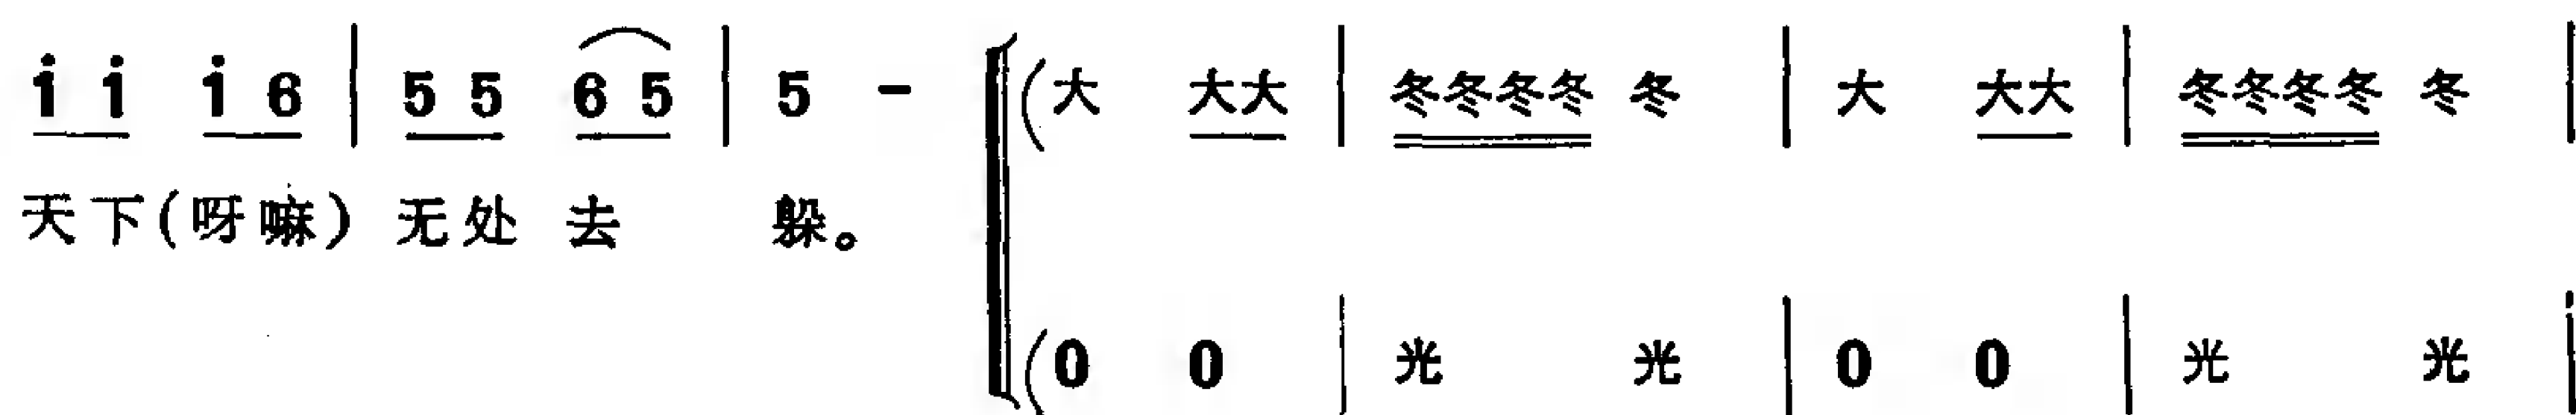 i i i 6 | 5 5 6 5 | 5 - (大 大大 | 冬冬冬冬 冬 | 大 大大 | 冬冬冬冬 冬 |
天下(呀嘛)无处去 躲。
(0 0 | 光 光 | 0 0 | 光 光 |